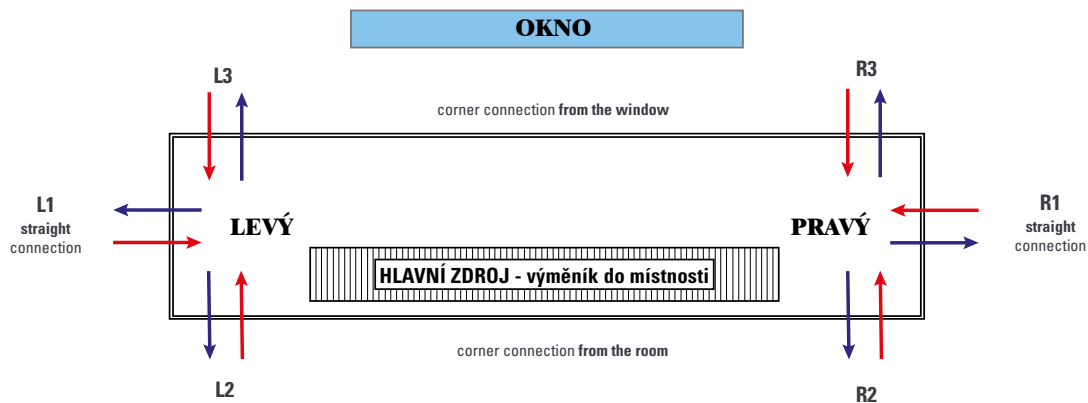 OKNO
L3
R3
corner connection from the window
L1
straight
connection
LEVÝ
PRAVÝ
R1
straight
connection
HLAVNÍ ZDROJ - výměník do místnosti
corner connection from the room
L2
R2